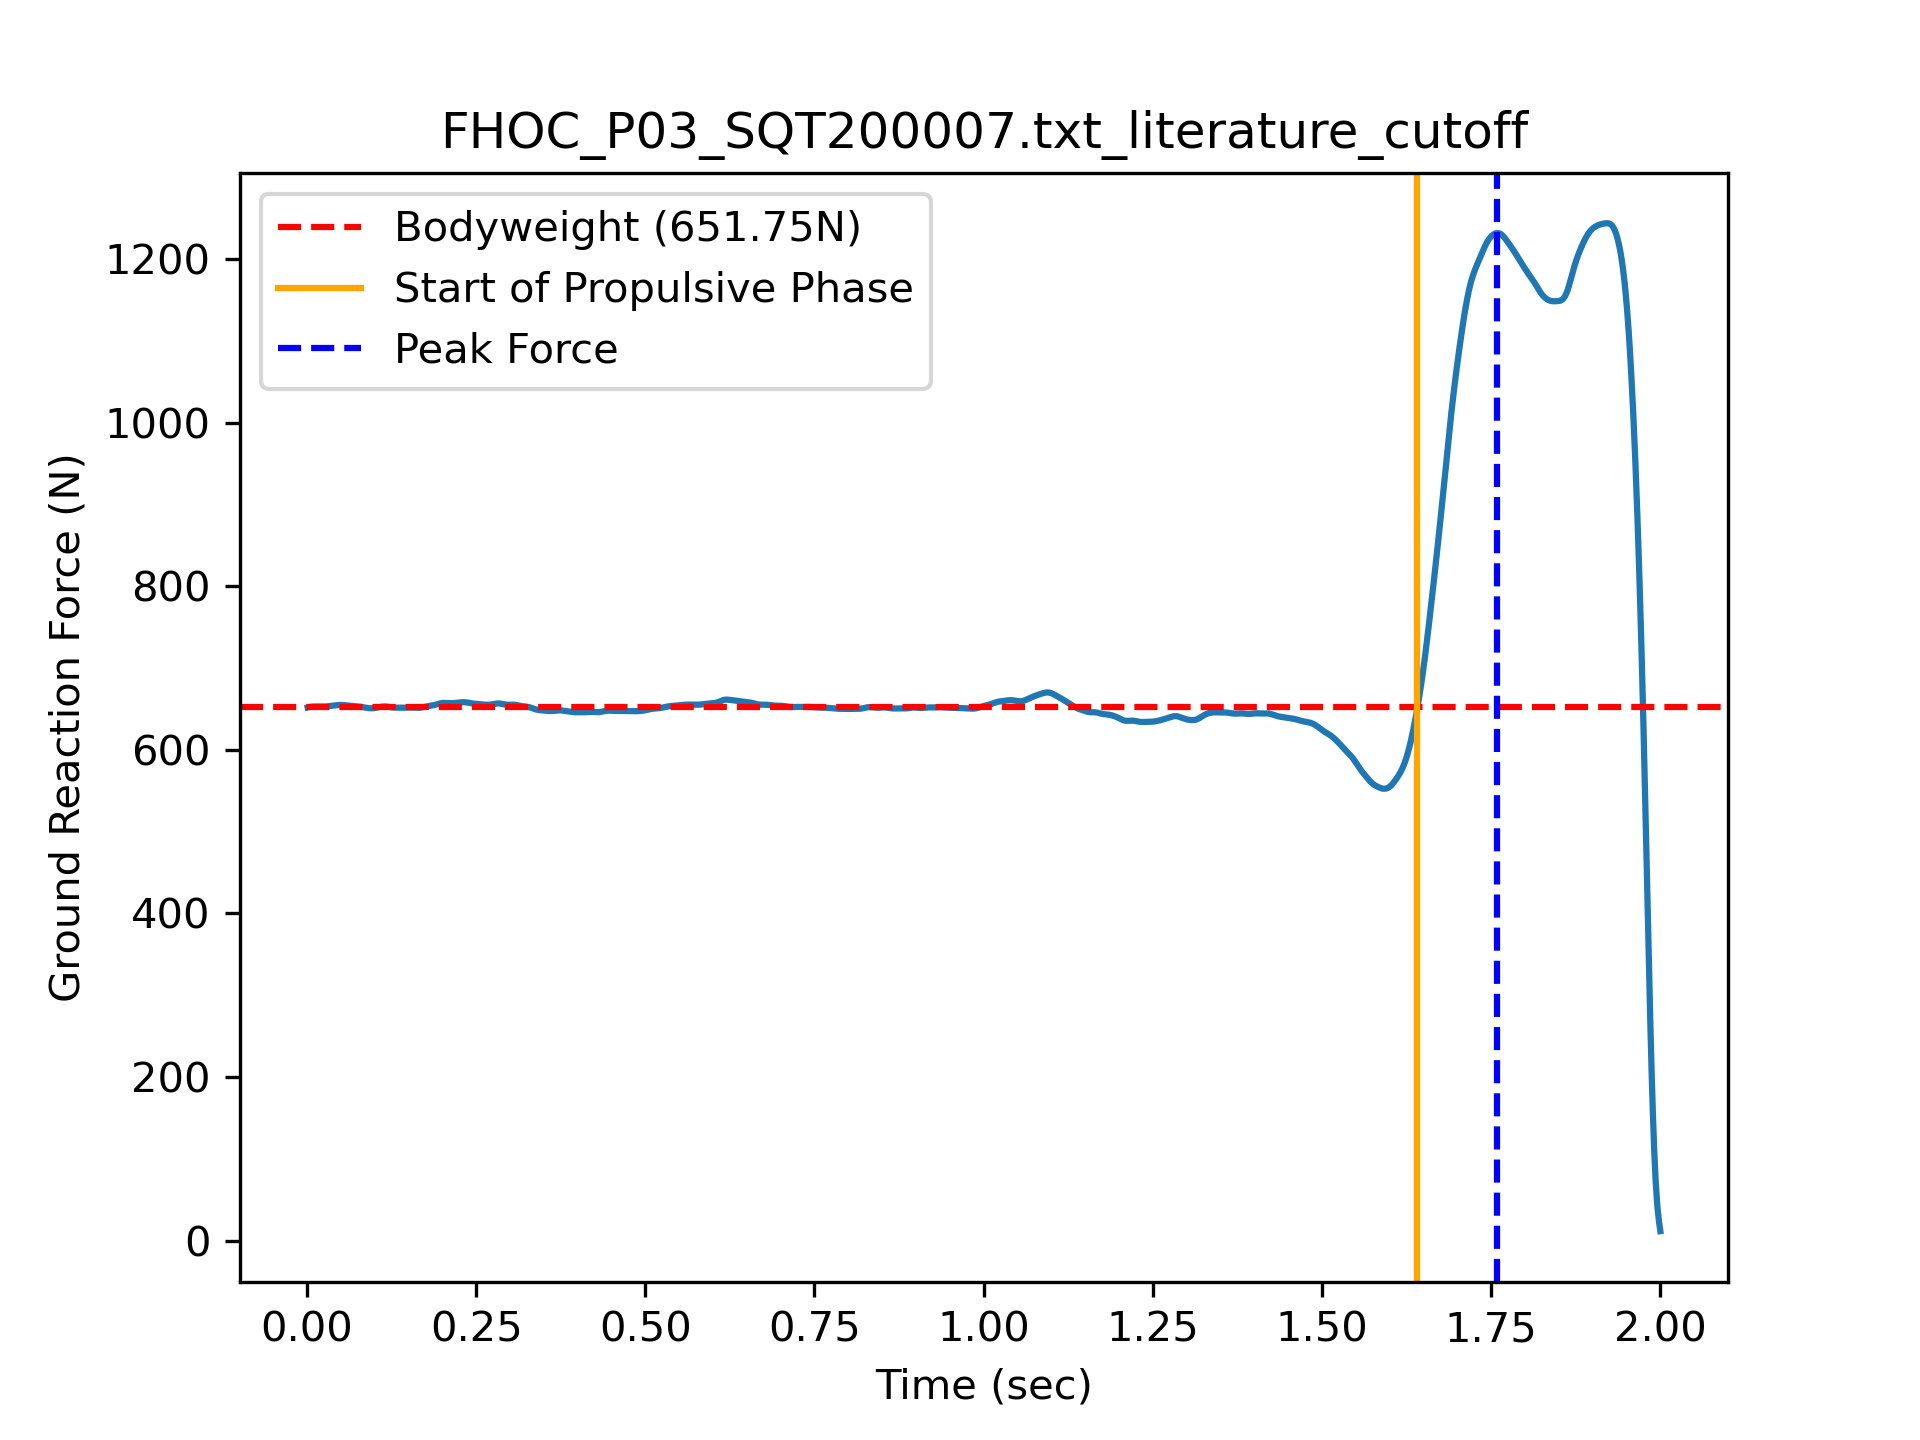 FHOC_P03_SQT200007.txt_literature_cutoff
Bodyweight (651.75N)
Start of Propulsive Phase
Peak Force
Ground Reaction Force (N)
1200
1000
800
600
400
200
0
0.00 0.25 0.50 0.75 1.00 1.25 1.50 1.75 2.00
Time (sec)